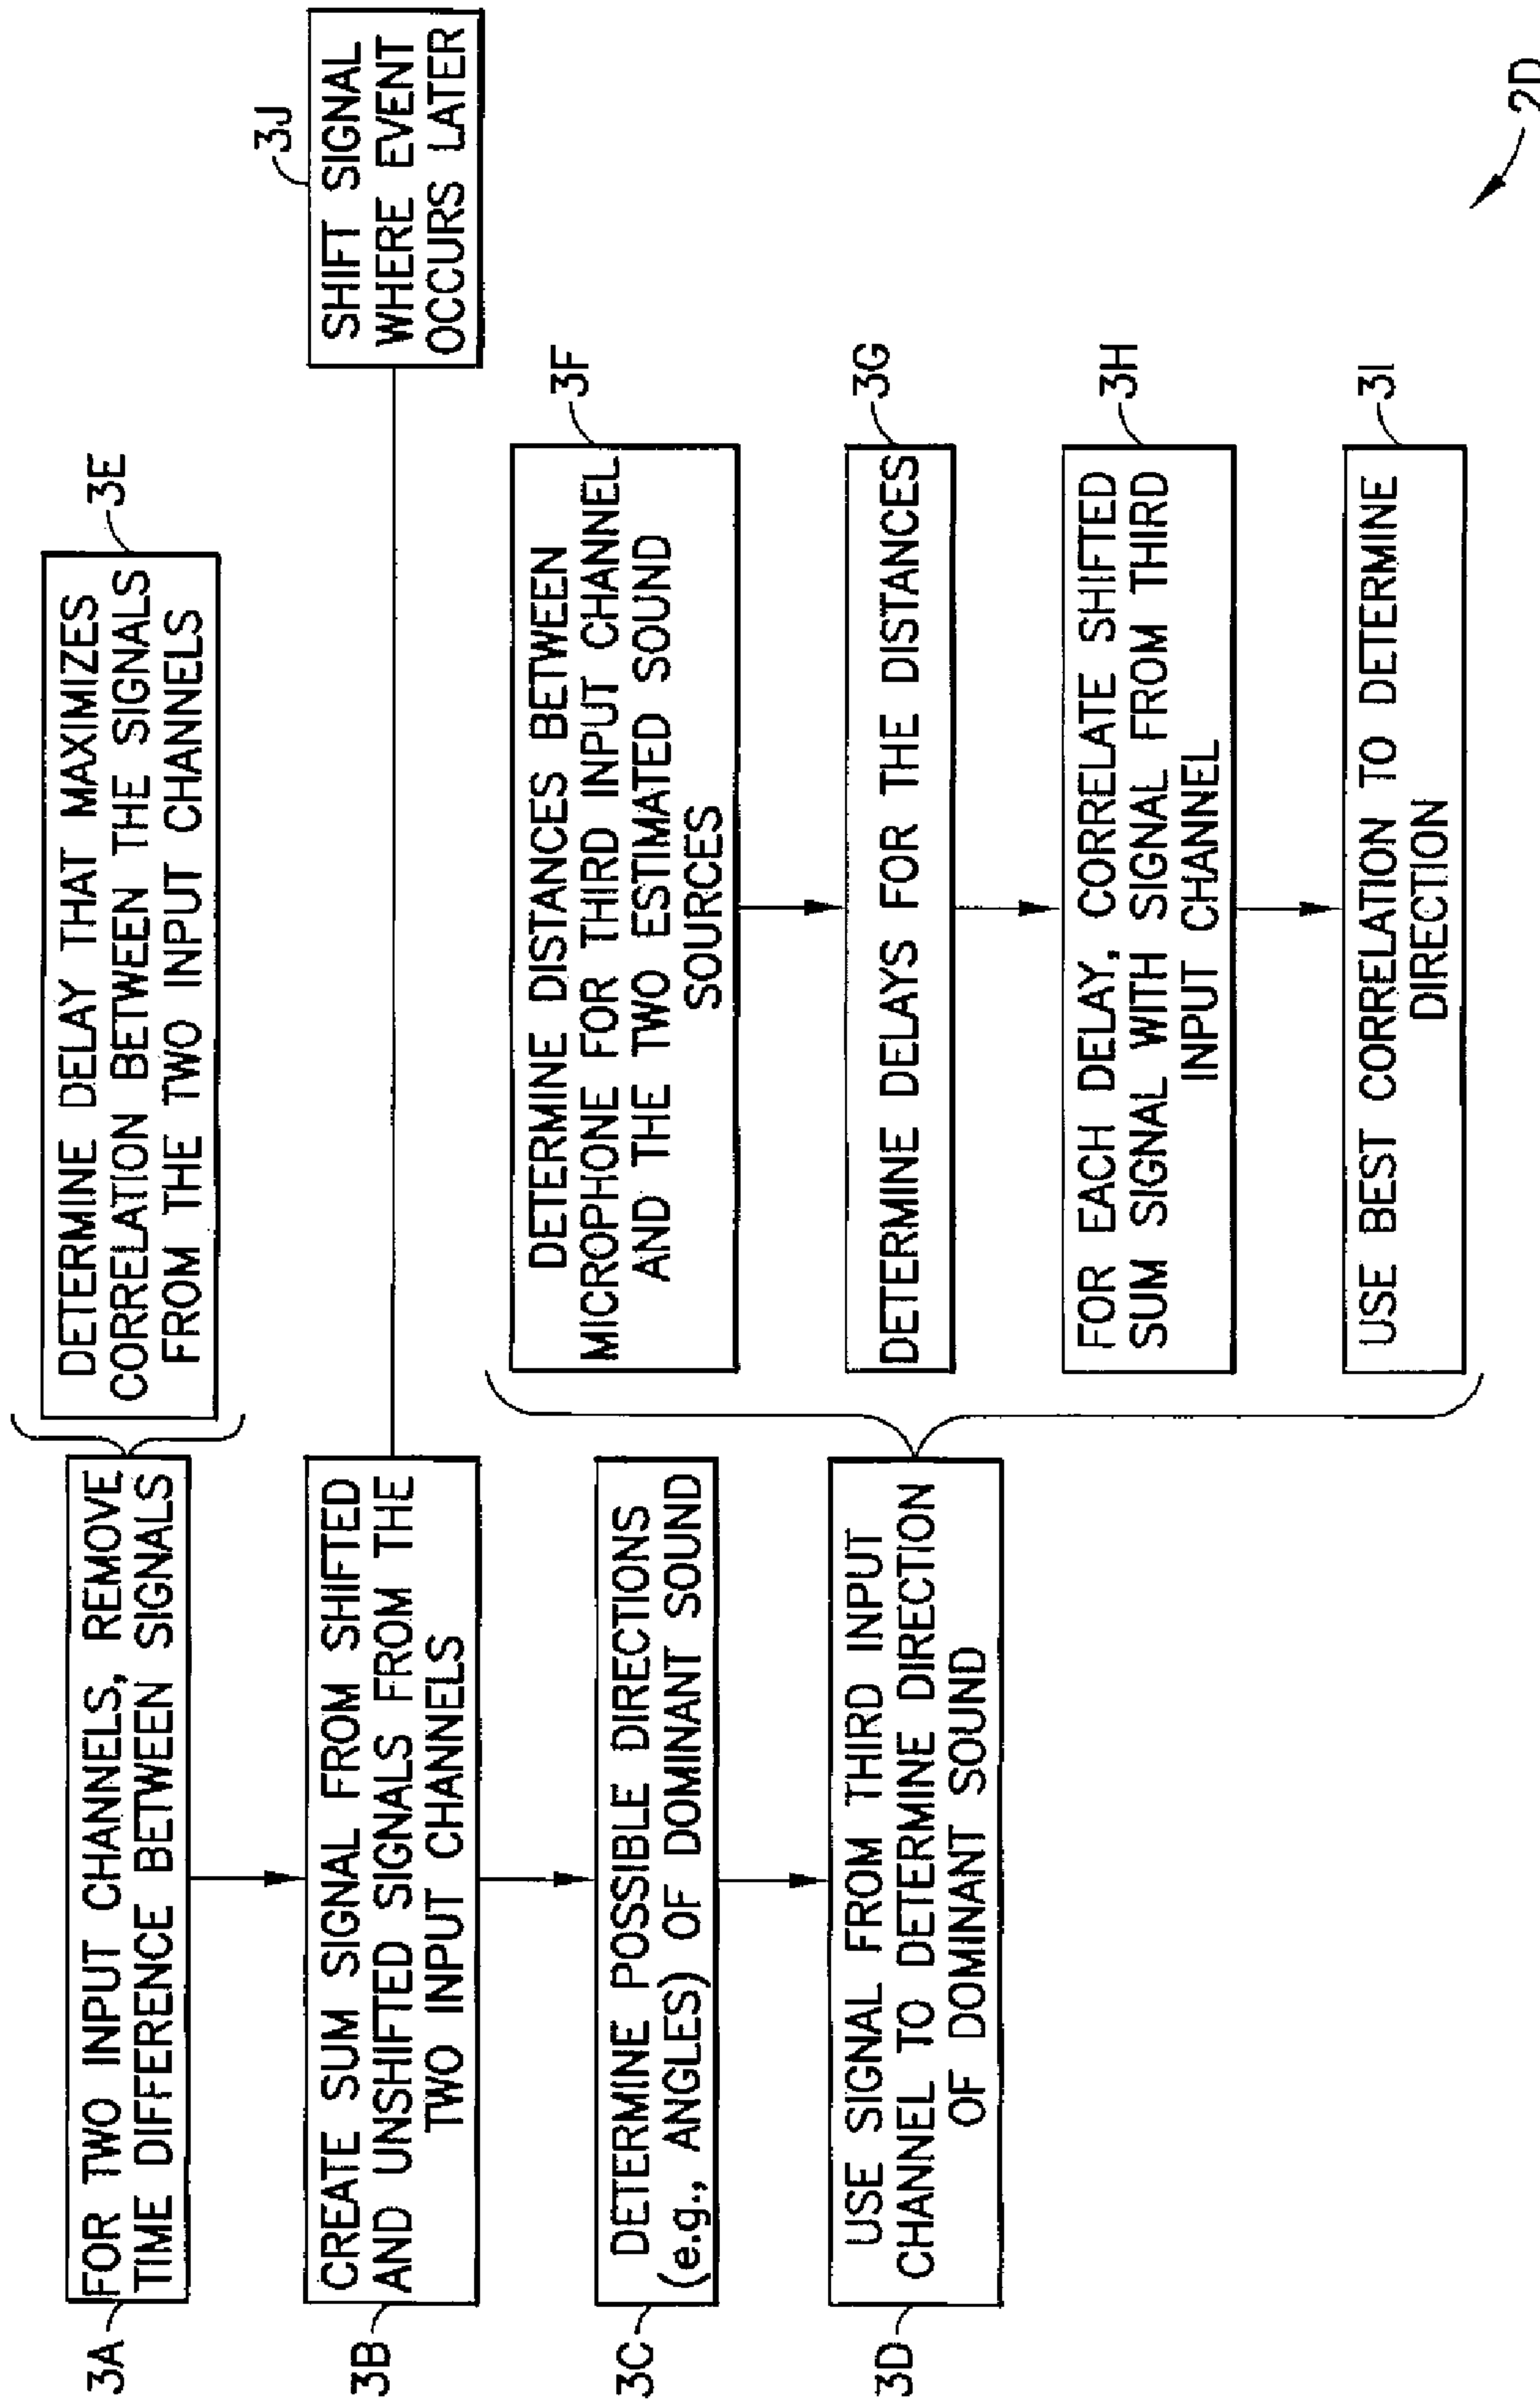 3A
FOR TWO INPUT CHANNELS, REMOVE
TIME DIFFERENCE BETWEEN SIGNALS
3E
DETERMINE DELAY THAT MAXIMIZES
CORRELATION BETWEEN THE SIGNALS
FROM THE TWO INPUT CHANNELS
3B
CREATE SUM SIGNAL FROM SHIFTED
AND UNSHIFTED SIGNALS FROM THE
TWO INPUT CHANNELS
3J
SHIFT SIGNAL
WHERE EVENT
OCCURS LATER
3C
DETERMINE POSSIBLE DIRECTIONS
(e.g., ANGLES) OF DOMINANT SOUND
3D
USE SIGNAL FROM THIRD INPUT
CHANNEL TO DETERMINE DIRECTION
OF DOMINANT SOUND
3F
DETERMINE DISTANCES BETWEEN
MICROPHONE FOR THIRD INPUT CHANNEL
AND THE TWO ESTIMATED SOUND
SOURCES
3G
DETERMINE DELAYS FOR THE DISTANCES
3H
FOR EACH DELAY, CORRELATE SHIFTED
SUM SIGNAL WITH SIGNAL FROM THIRD
INPUT CHANNEL
3I
USE BEST CORRELATION TO DETERMINE
DIRECTION
2D